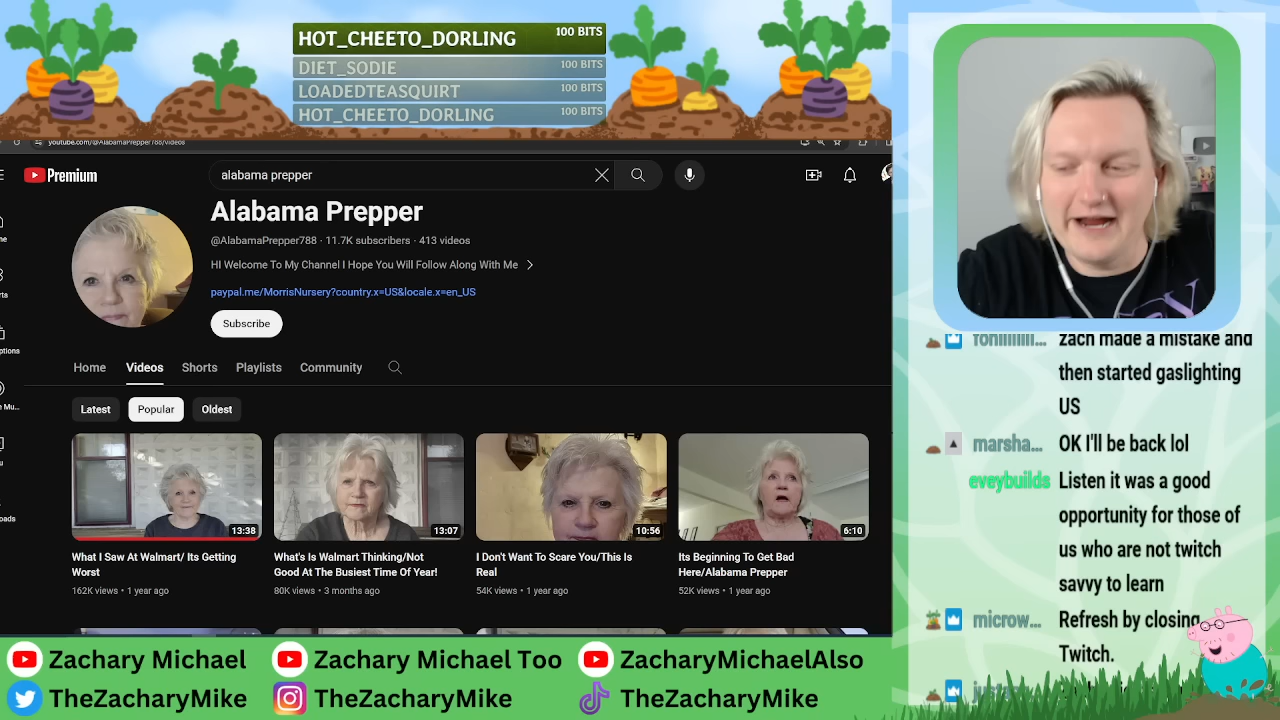 HOT_CHEETO_DORLING 100 BITS
DIET_SODIE 100 BITS
LOADEDTEASQUIRT 100 BITS
HOT_CHEETO_DORLING 100 BITS
youtube.com/@AlabamaPrepper788/videos
Premium
alabama prepper
Alabama Prepper
@AlabamaPrepper788 · 11.7K subscribers · 413 videos
HI Welcome To My Channel I Hope You Will Follow Along With Me
paypal.me/MorrisNursery?country.x=US&locale.x=en_US
Subscribe
Home Videos Shorts Playlists Community
Latest Popular Oldest
13:38 13:07 10:56 6:10
What I Saw At Walmart/ Its Getting
Worst
162K views • 1 year ago
What's Is Walmart Thinking/Not
Good At The Busiest Time Of Year!
80K views • 3 months ago
I Don't Want To Scare You/This Is
Real
54K views • 1 year ago
Its Beginning To Get Bad
Here/Alabama Prepper
52K views • 1 year ago
zach made a mistake and
then started gaslighting
US
marsha... OK I'll be back lol
eveybuilds Listen it was a good
opportunity for those of
us who are not twitch
savvy to learn
microw... Refresh by closing
Twitch.
Zachary Michael Zachary Michael Too ZacharyMichaelAlso
TheZacharyMike TheZacharyMike TheZacharyMike